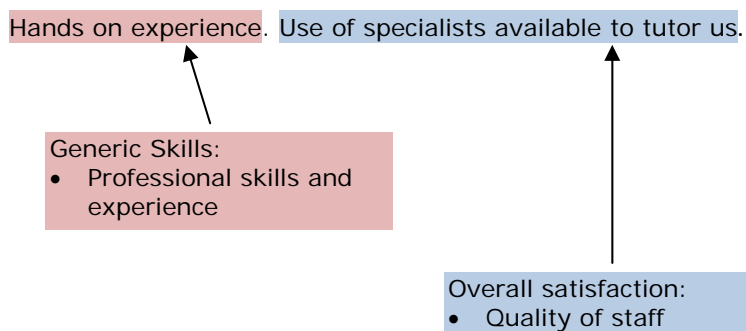 Hands on experience. Use of specialists available to tutor us.
Generic Skills:
• Professional skills and
experience
Overall satisfaction:
• Quality of staff